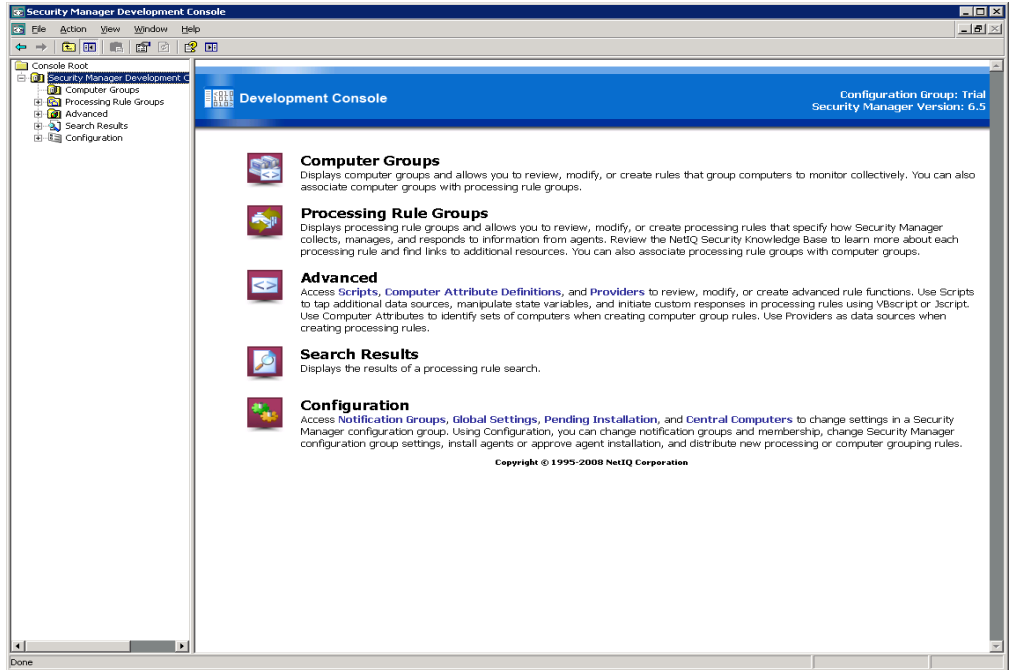 Security Manager Development Console
File Action View Window Help
Console Root
Security Manager Development C
Computer Groups
Processing Rule Groups
Advanced
Search Results
Configuration
Development Console
Configuration Group: Trial
Security Manager Version: 6.5
Computer Groups
Displays computer groups and allows you to review, modify, or create rules that group computers to monitor collectively. You can also
associate computer groups with processing rule groups.
Processing Rule Groups
Displays processing rule groups and allows you to review, modify, or create processing rules that specify how Security Manager
collects, manages, and responds to information from agents. Review the NetIQ Security Knowledge Base to learn more about each
processing rule and find links to additional resources. You can also associate processing rule groups with computer groups.
Advanced
Access Scripts, Computer Attribute Definitions, and Providers to review, modify, or create advanced rule functions. Use Scripts
to tap additional data sources, manipulate state variables, and initiate custom responses in processing rules using VBscript or Jscript.
Use Computer Attributes to identify sets of computers when creating computer group rules. Use Providers as data sources when
creating processing rules.
Search Results
Displays the results of a processing rule search.
Configuration
Access Notification Groups, Global Settings, Pending Installation, and Central Computers to change settings in a Security
Manager configuration group. Using Configuration, you can change notification groups and membership, change Security Manager
configuration group settings, install agents or approve agent installation, and distribute new processing or computer grouping rules.
Copyright © 1995-2008 NetIQ Corporation
Done